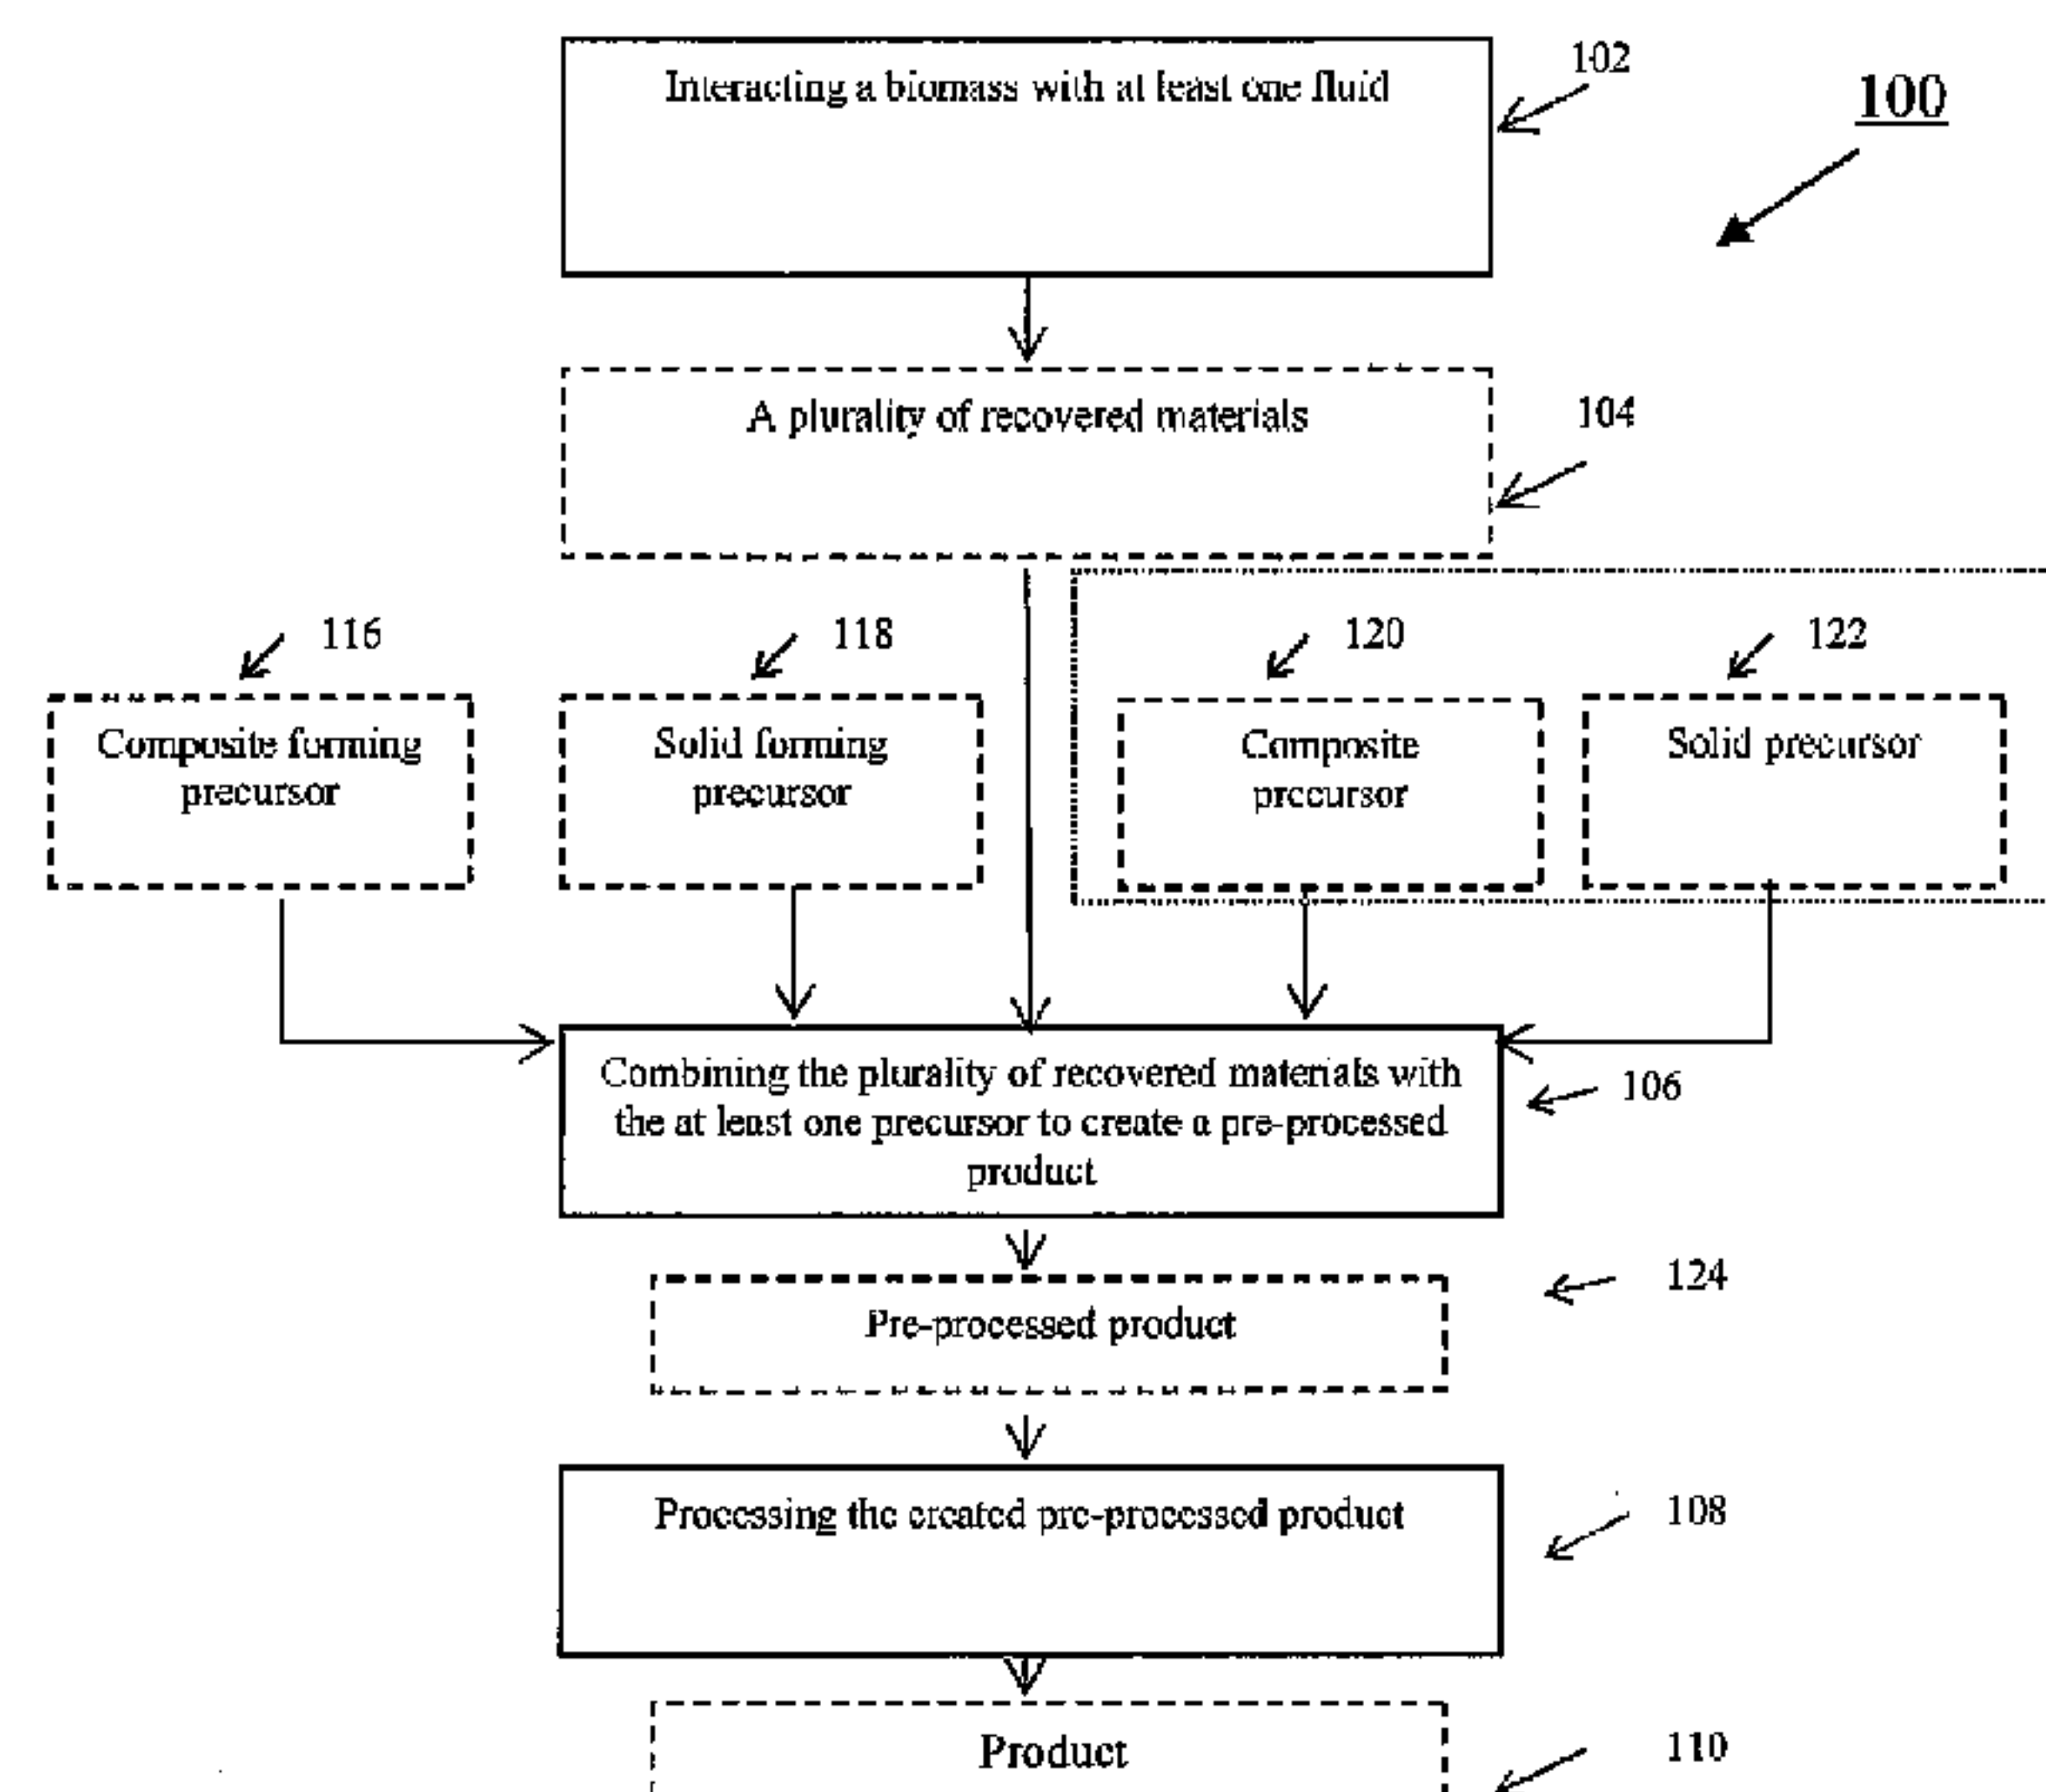 Interacting a biomass with at least one fluid
102
100
A plurality of recovered materials
104
116
118
120
122
Composite forming
precursor
Solid forming
precursor
Composite
precursor
Solid precursor
Combining the plurality of recovered materials with
the at least one precursor to create a pre-processed
product
106
124
Pre-processed product
Processing the created pre-processed product
108
Product
110